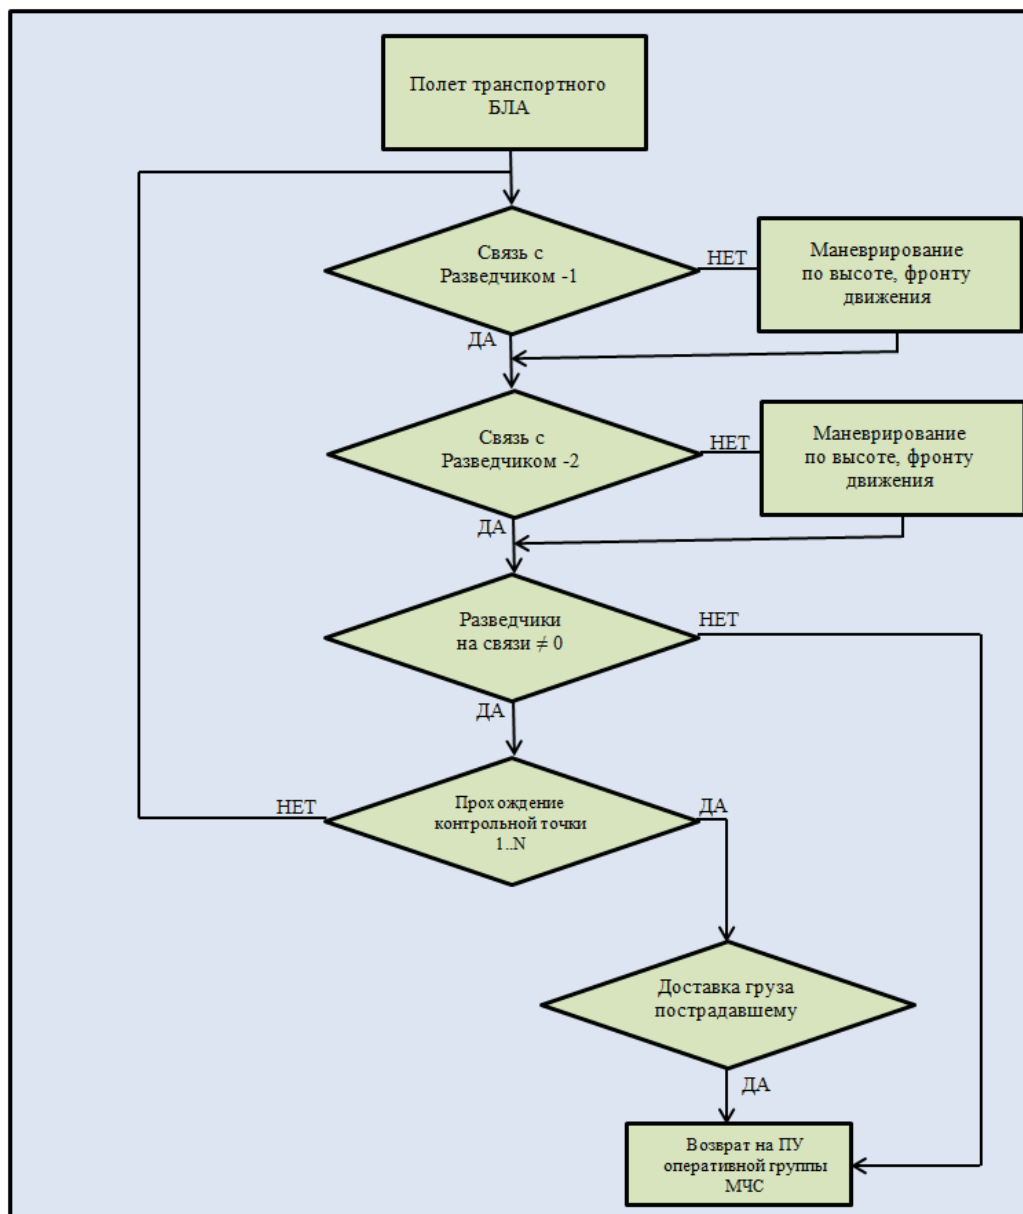 Полет транспортного
БЛА
Связь с
Разведчиком -1
НЕТ
Маневрирование
по высоте, фронту
движения
ДА
Связь с
Разведчиком -2
НЕТ
Маневрирование
по высоте, фронту
движения
ДА
Разведчики
на связи ≠ 0
НЕТ
ДА
Прохождение
контрольной точки
1..N
НЕТ
ДА
Доставка груза
пострадавшему
ДА
Возврат на ПУ
оперативной группы
МЧС